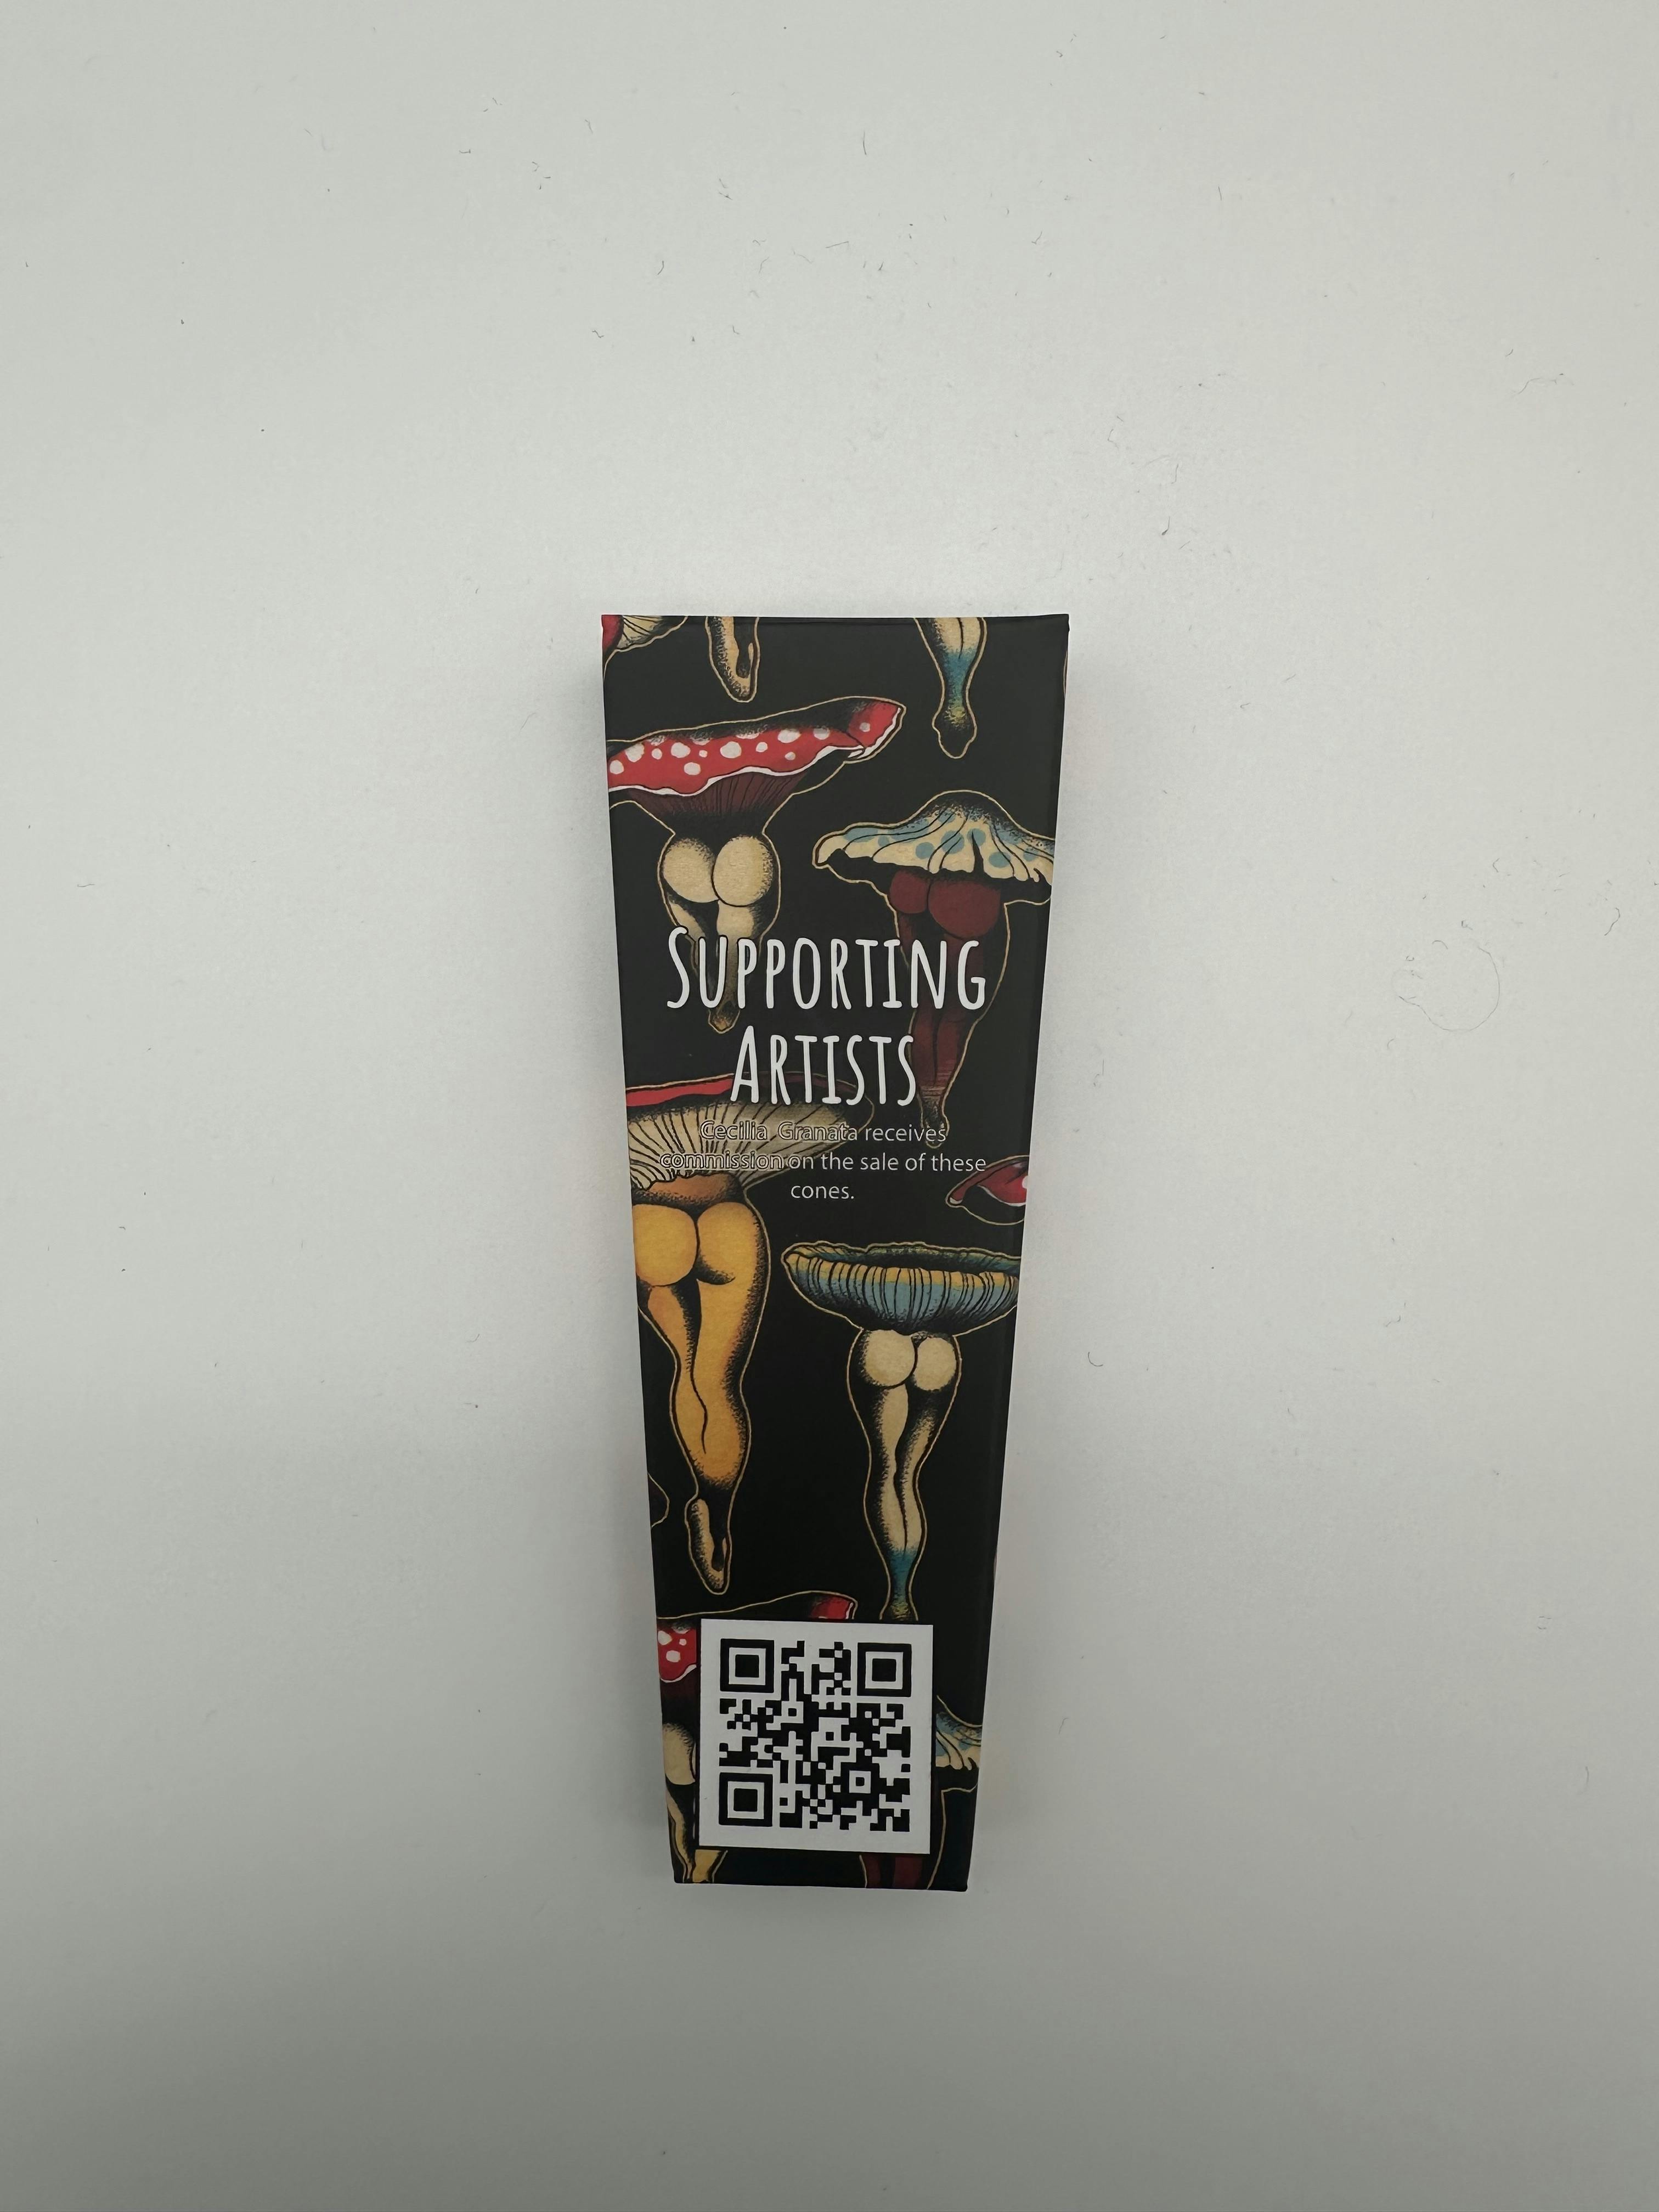 Supporting
Artists
Cecilia Granata receives
commission on the sale of these
cones.